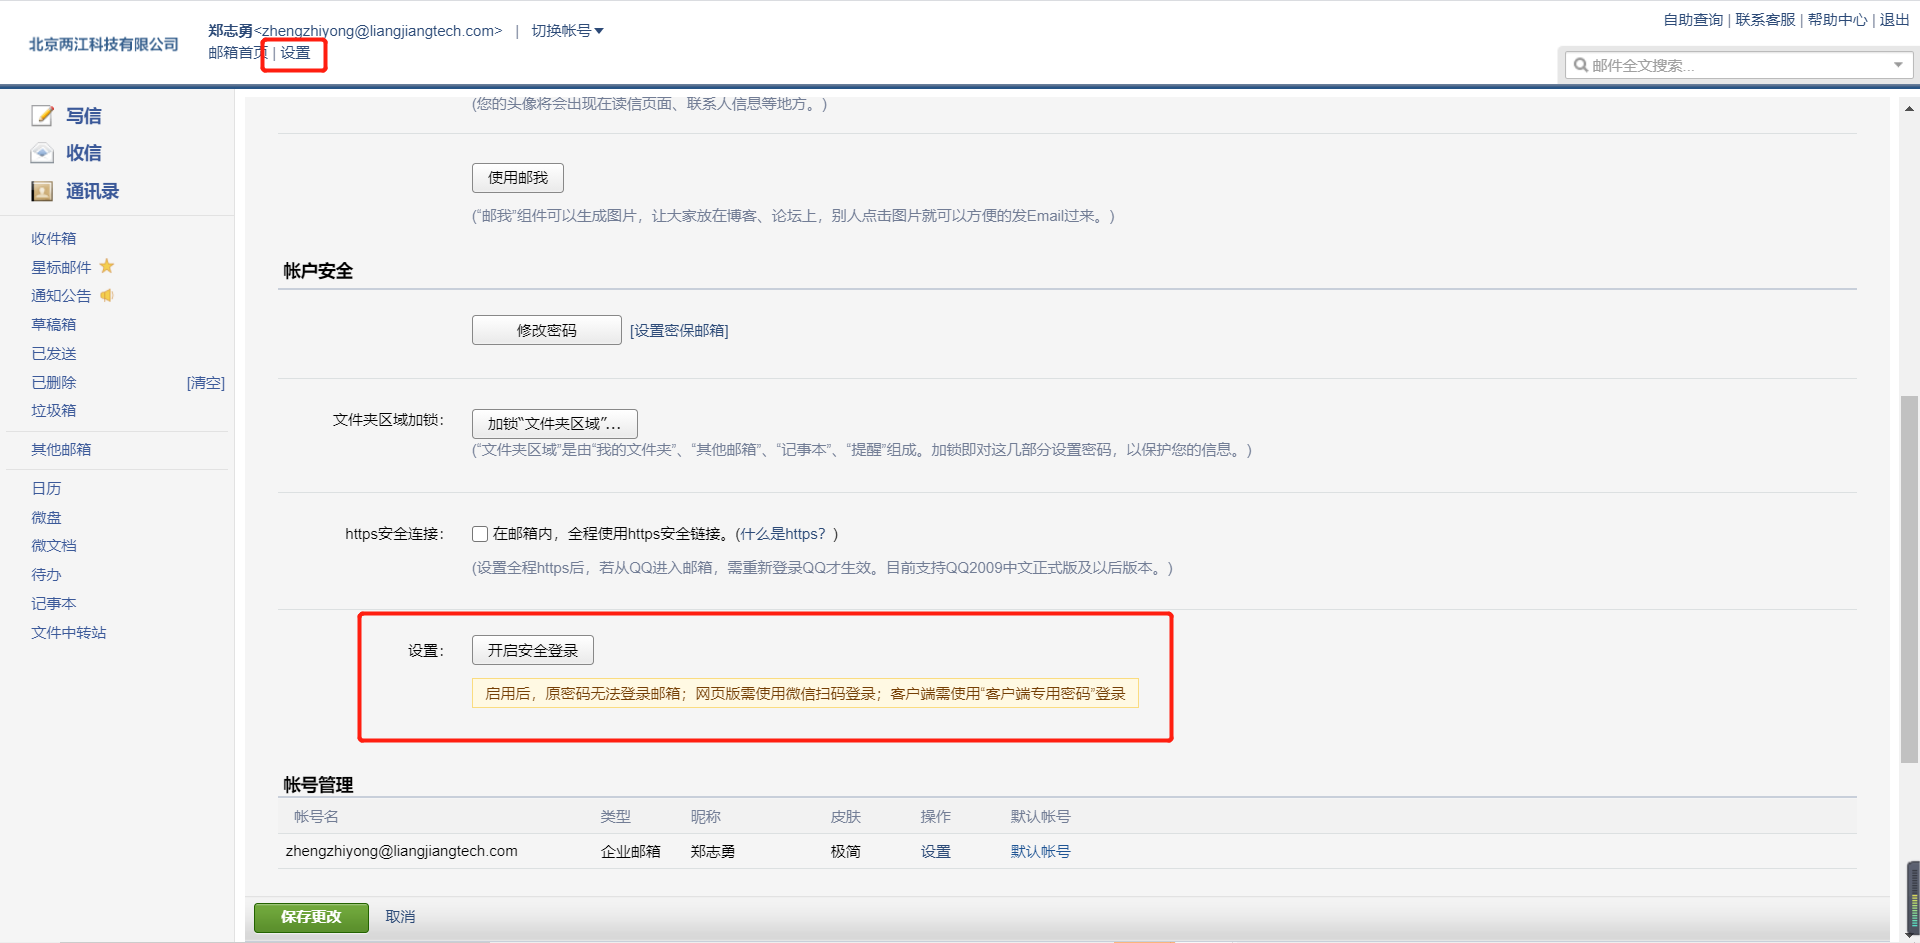 北京两江科技有限公司
郑志勇<zhengzhiyong@liangjiangtech.com> | 切换帐号
邮箱首页 | 设置
自助查询 | 联系客服 | 帮助中心 | 退出
邮件全文搜索...
写信
收信
通讯录
收件箱
星标邮件
通知公告
草稿箱
已发送
已删除 [清空]
垃圾箱
其他邮箱
日历
微盘
微文档
待办
记事本
文件中转站
(您的头像将会出现在读信页面、联系人信息等地方。)
使用邮我
(“邮我”组件可以生成图片，让大家放在博客、论坛上，别人点击图片就可以方便的发Email过来。)
帐户安全
修改密码 [设置密保邮箱]
文件夹区域加锁： 加锁“文件夹区域”...
(“文件夹区域”是由“我的文件夹”、“其他邮箱”、“记事本”、“提醒”组成。加锁即对这几部分设置密码，以保护您的信息。)
https安全连接： 在邮箱内，全程使用https安全链接。(什么是https？)
(设置全程https后，若从QQ进入邮箱，需重新登录QQ才生效。目前支持QQ2009中文正式版及以后版本。)
设置： 开启安全登录
启用后，原密码无法登录邮箱；网页版需使用微信扫码登录；客户端需使用“客户端专用密码”登录
帐号管理
帐号名 类型 昵称 皮肤 操作 默认帐号
zhengzhiyong@liangjiangtech.com 企业邮箱 郑志勇 极简 设置 默认帐号
保存更改 取消